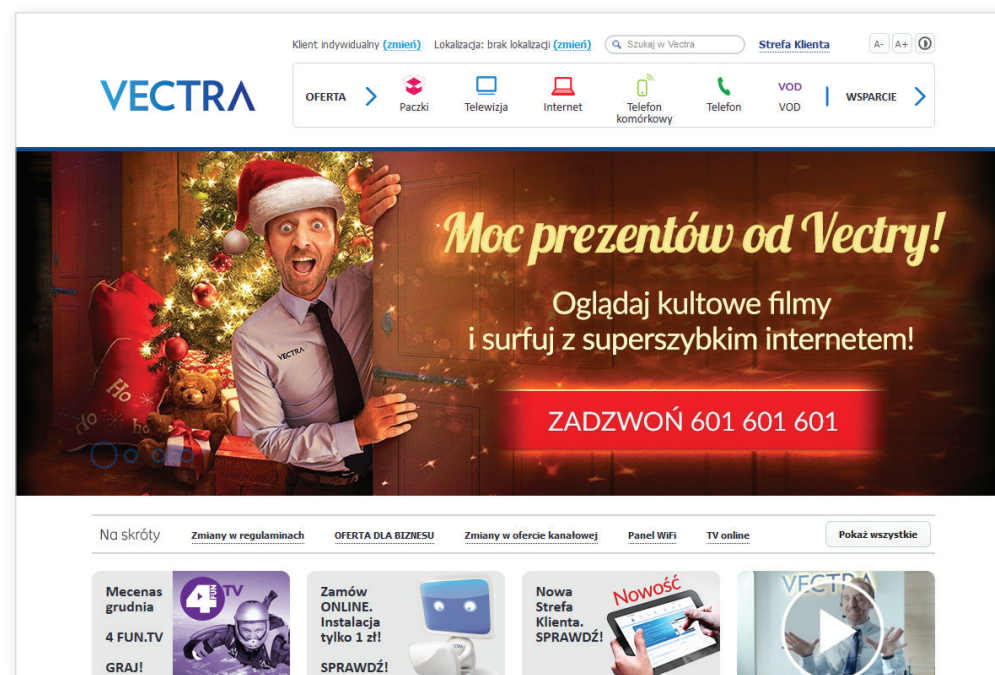 Klient indywidualny (zmień) Lokalizacja: brak lokalizacji (zmień) Szukaj w Vectra Strefa Klienta A- A+
VECTRA
OFERTA Paczki Telewizja Internet Telefon komórkowy Telefon VOD VOD WSPARCIE
Moc prezentów od Vectry!
Oglądaj kultowe filmy
i surfuj z superszybkim internetem!
ZADZWOŃ 601 601 601
VECTRA
Ho
Ho
ho
Na skróty Zmiany w regulaminach OFERTA DLA BIZNESU Zmiany w ofercie kanałowej Panel WiFi TV online Pokaż wszystkie
Mecenas
grudnia
4 FUN.TV
GRAJ!
4 FUN TV
Zamów
ONLINE.
Instalacja
tylko 1 zł!
SPRAWDŹ!
Nowa
Strefa
Klienta.
SPRAWDŹ!
Nowość
VECTRA